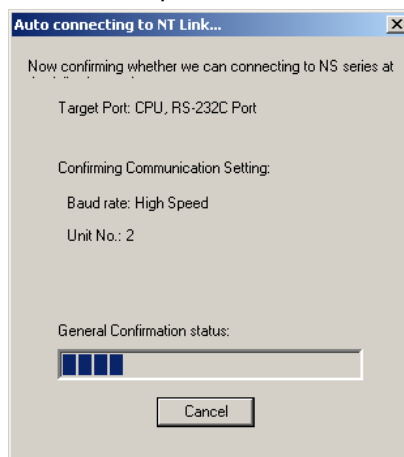 Auto connecting to NT Link...
Now confirming whether we can connecting to NS series at
Target Port: CPU, RS-232C Port
Confirming Communication Setting:
Baud rate: High Speed
Unit No.: 2
General Confirmation status:
Cancel